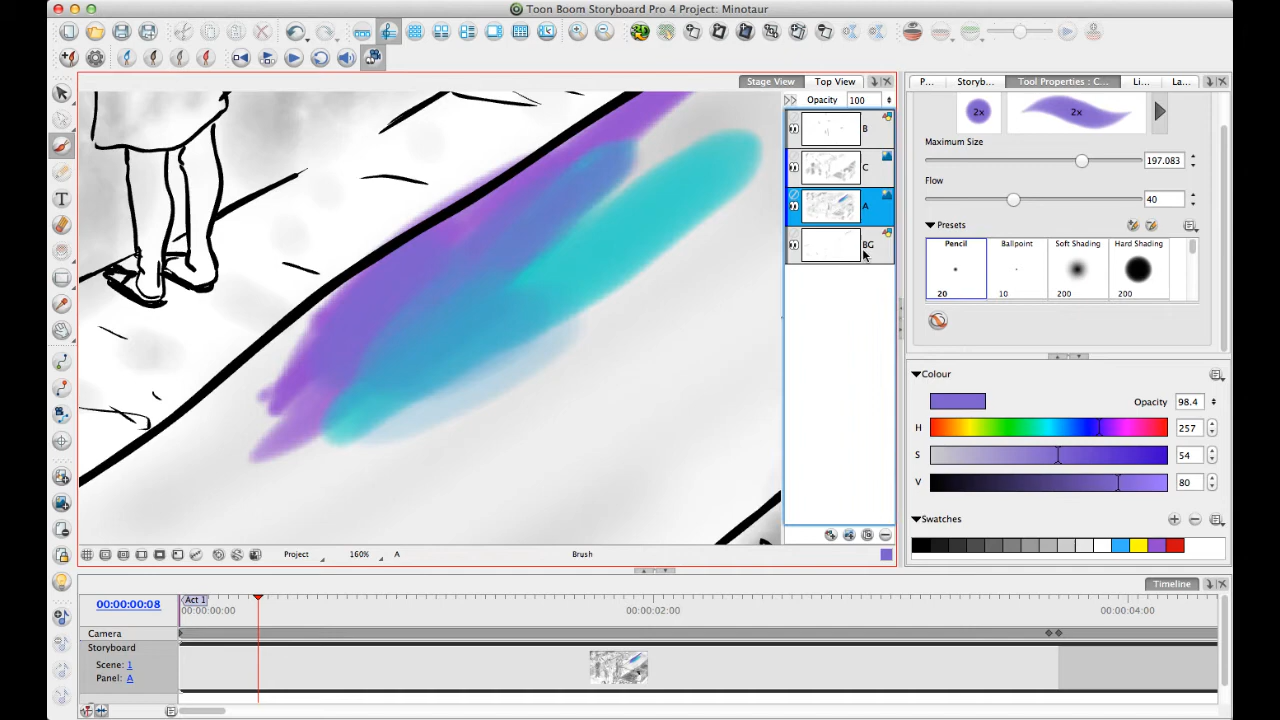 Toon Boom Storyboard Pro 4 Project: Minotaur
Stage View
Top View
P...
Storyb...
Tool Properties : C...
Li...
La...
Opacity 100
B
C
A
BG
2x
2x
Maximum Size
197.083
Flow
40
Presets
Pencil
Ballpoint
Soft Shading
Hard Shading
20
10
200
200
Colour
Opacity 98.4
H 257
S 54
V 80
Swatches
Project
160%
A
Brush
Timeline
00:00:00:08
Act 1
00:00:00:00
00:00:02:00
00:00:04:00
Camera
Storyboard
Scene: 1
Panel: A